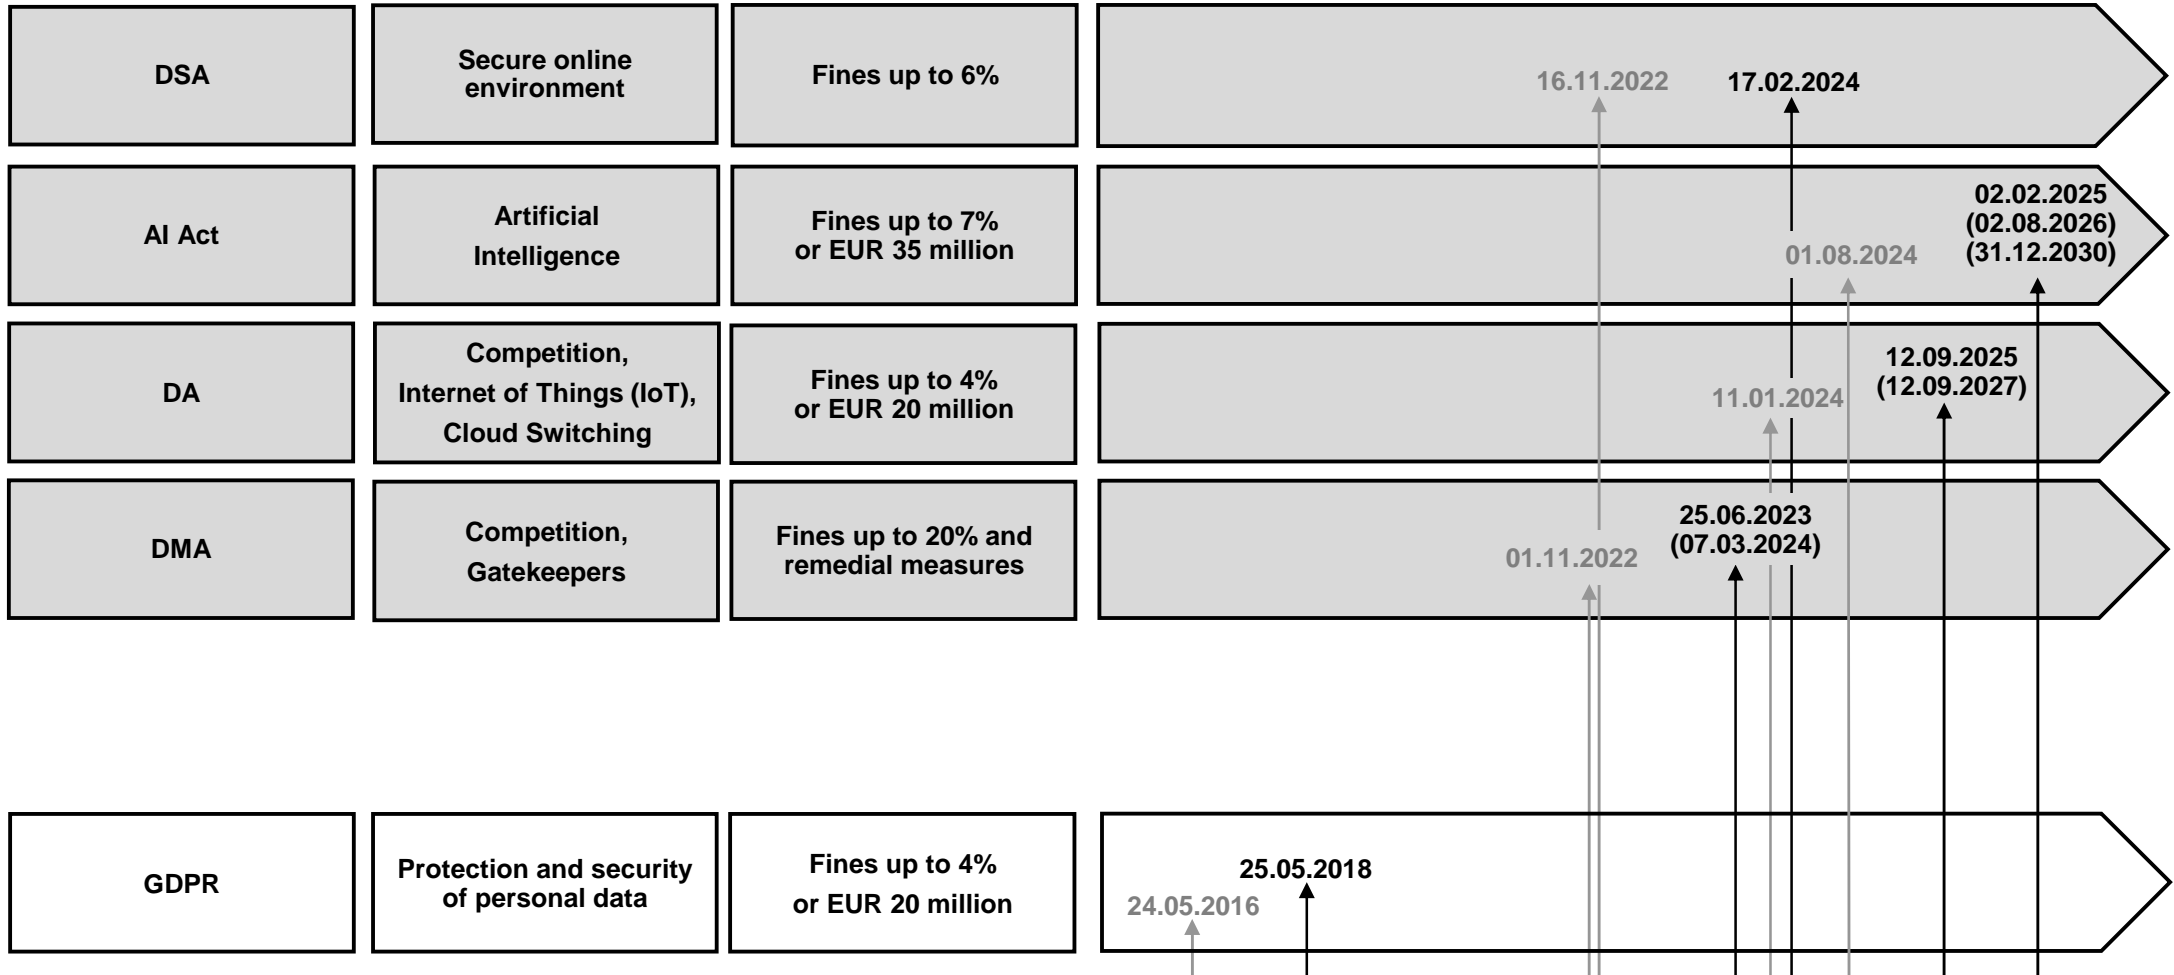 DSA
Secure online
environment
Fines up to 6%
16.11.2022
17.02.2024
AI Act
Artificial
Intelligence
Fines up to 7%
or EUR 35 million
01.08.2024
02.02.2025
(02.08.2026)
(31.12.2030)
DA
Competition,
Internet of Things (IoT),
Cloud Switching
Fines up to 4%
or EUR 20 million
11.01.2024
12.09.2025
(12.09.2027)
DMA
Competition,
Gatekeepers
Fines up to 20% and
remedial measures
01.11.2022
25.06.2023
(07.03.2024)
GDPR
Protection and security
of personal data
Fines up to 4%
or EUR 20 million
24.05.2016
25.05.2018